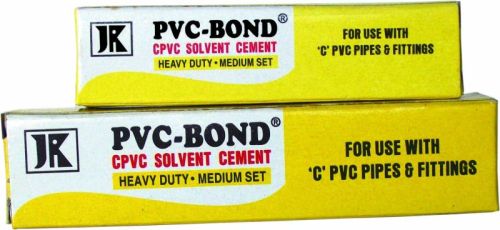 JK
PVC-BOND®
CPVC SOLVENT CEMENT
HEAVY DUTY • MEDIUM SET
FOR USE WITH
'C' PVC PIPES & FITTINGS
JK
PVC-BOND®
CPVC SOLVENT CEMENT
HEAVY DUTY • MEDIUM SET
FOR USE WITH
'C' PVC PIPES & FITTINGS